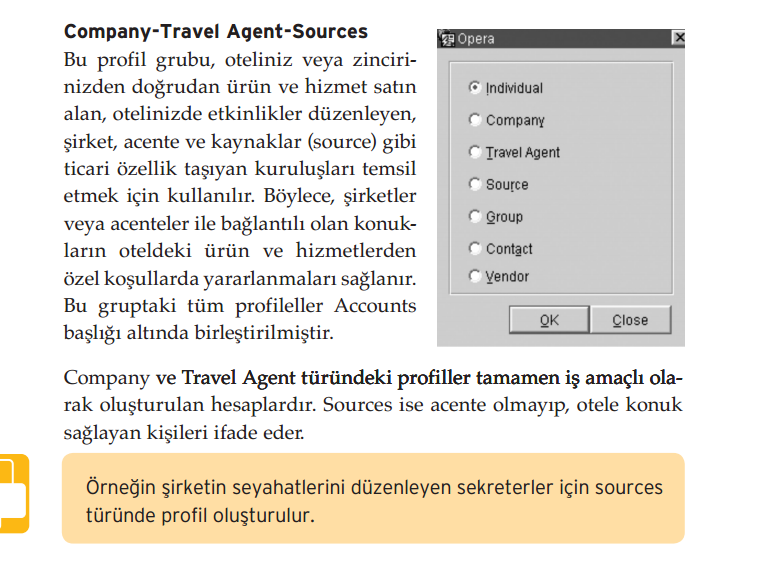 Company-Travel Agent-Sources
Bu profil grubu, oteliniz veya zinciri-
nizden doğrudan ürün ve hizmet satın
alan, otelinizde etkinlikler düzenleyen,
şirket, acente ve kaynaklar (source) gibi
ticari özellik taşıyan kuruluşları temsil
etmek için kullanılır. Böylece, şirketler
veya acenteler ile bağlantılı olan konuk-
ların oteldeki ürün ve hizmetlerden
özel koşullarda yararlanmaları sağlanır.
Bu gruptaki tüm profileller Accounts
başlığı altında birleştirilmiştir.
Opera
Individual
Company
Travel Agent
Source
Group
Contact
Vendor
OK Close
Company ve Travel Agent türündeki profiller tamamen iş amaçlı ola-
rak oluşturulan hesaplardır. Sources ise acente olmayıp, otele konuk
sağlayan kişileri ifade eder.
Örneğin şirketin seyahatlerini düzenleyen sekreterler için sources
türünde profil oluşturulur.